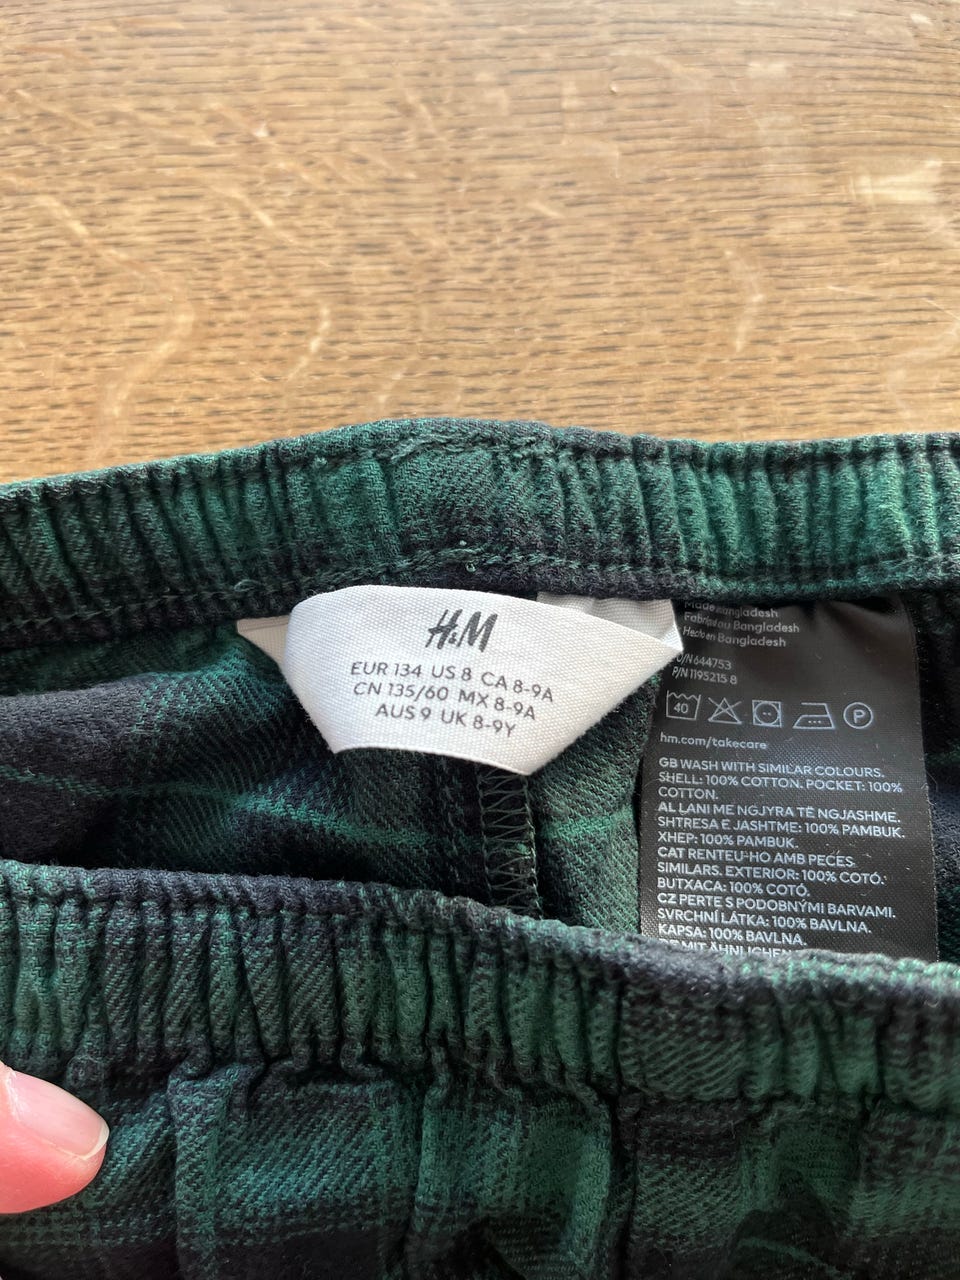 H&M
EUR 134 US 8 CA 8-9A
CN 135/60 MX 8-9A
AUS 9 UK 8-9Y
Made Bangladesh
Bangladesh
Hecho en Bangladesh
O/N 644753
P/N 1195215 8
40
P
hm.com/takecare
GB WASH WITH SIMILAR COLOURS.
SHELL: 100% COTTON. POCKET: 100%
COTTON.
AL LANI ME NGJYRA TË NGJASHME.
SHTRESA E JASHTME: 100% PAMBUK.
XHEP: 100% PAMBUK.
CAT RENTEU-HO AMB PECES
SIMILARS. EXTERIOR: 100% COTÓ.
BUTXACA: 100% COTÓ.
CZ PERTE S PODOBNÝMI BARVAMI.
SVRCHNÍ LÁTKA: 100% BAVLNA.
KAPSA: 100% BAVLNA.
DE MIT ÄHNLICHEN